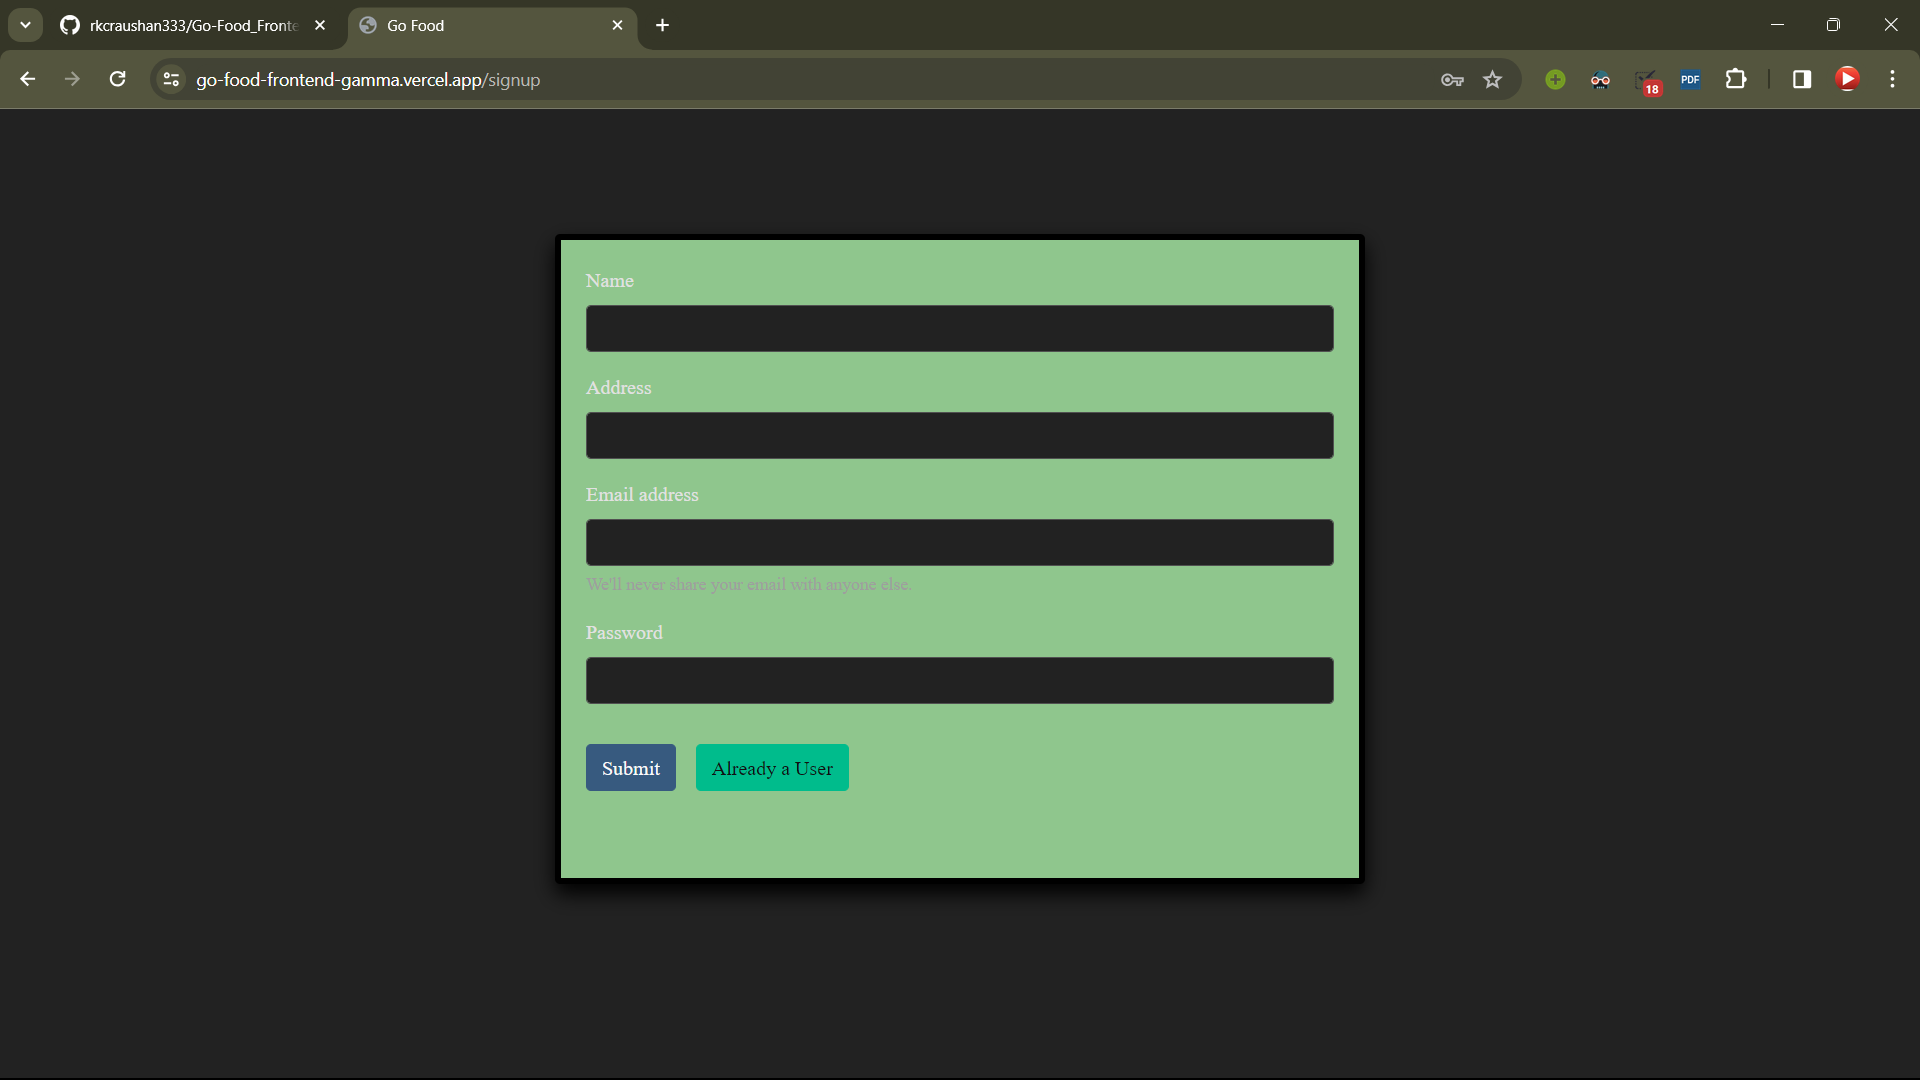 rkcraushan333/Go-Food_Fronte
Go Food
go-food-frontend-gamma.vercel.app/signup
18
PDF
Name
Address
Email address
We'll never share your email with anyone else.
Password
Submit
Already a User